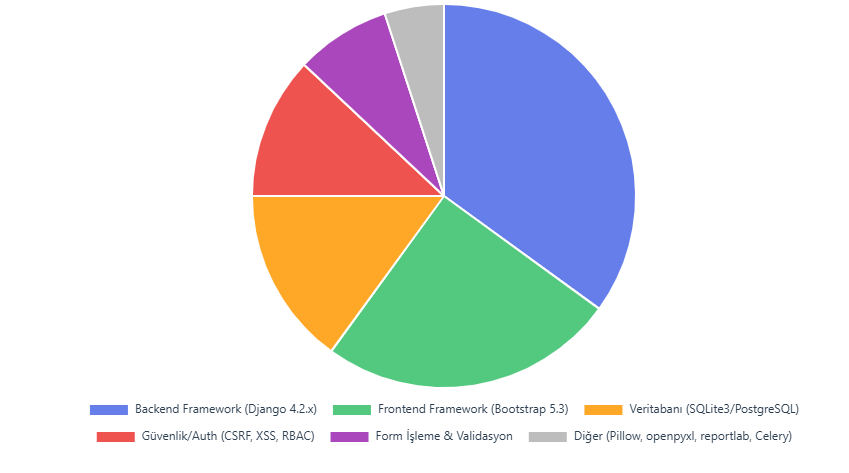 Backend Framework (Django 4.2.x) Frontend Framework (Bootstrap 5.3) Veritabanı (SQLite3/PostgreSQL)
Güvenlik/Auth (CSRF, XSS, RBAC) Form İşleme & Validasyon Diğer (Pillow, openpyxl, reportlab, Celery)